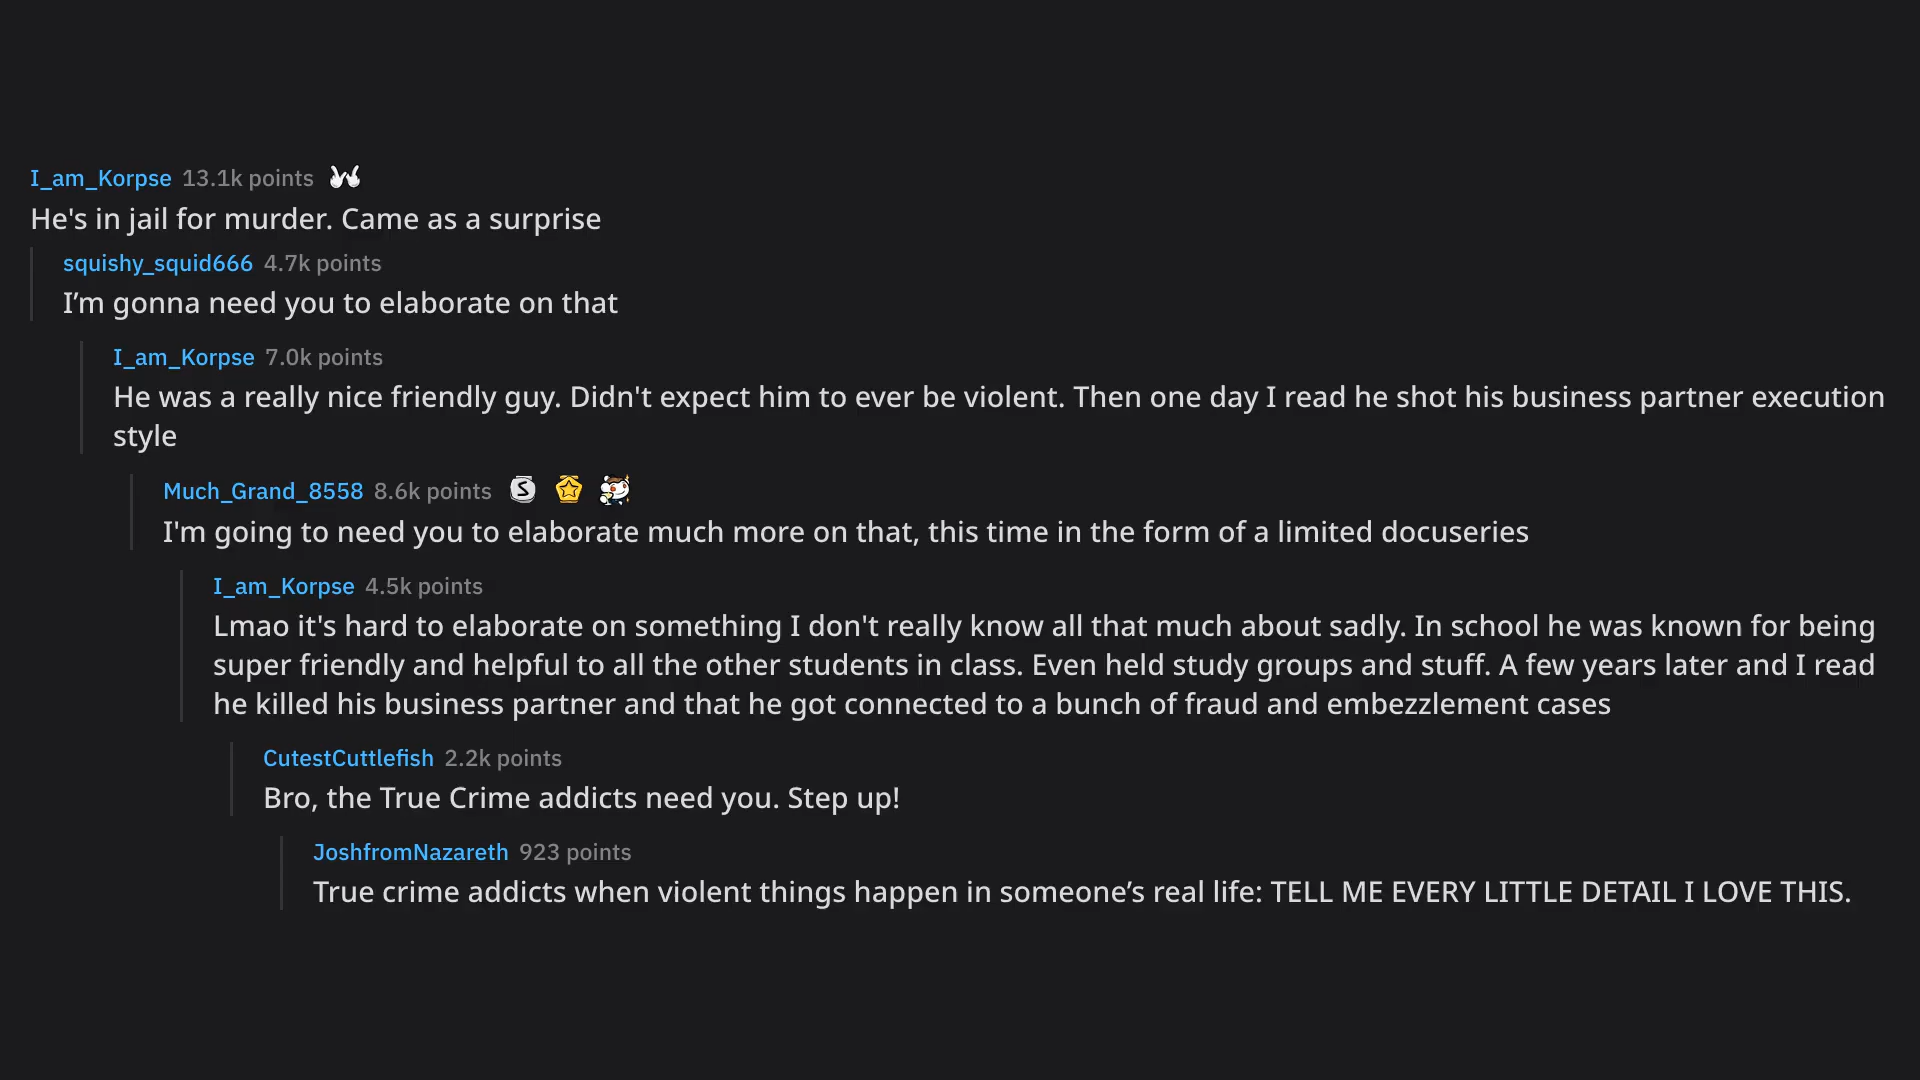 I_am_Korpse 13.1k points
He's in jail for murder. Came as a surprise
squishy_squid666 4.7k points
I’m gonna need you to elaborate on that
I_am_Korpse 7.0k points
He was a really nice friendly guy. Didn't expect him to ever be violent. Then one day I read he shot his business partner execution
style
Much_Grand_8558 8.6k points
I'm going to need you to elaborate much more on that, this time in the form of a limited docuseries
I_am_Korpse 4.5k points
Lmao it's hard to elaborate on something I don't really know all that much about sadly. In school he was known for being
super friendly and helpful to all the other students in class. Even held study groups and stuff. A few years later and I read
he killed his business partner and that he got connected to a bunch of fraud and embezzlement cases
CutestCuttlefish 2.2k points
Bro, the True Crime addicts need you. Step up!
JoshfromNazareth 923 points
True crime addicts when violent things happen in someone’s real life: TELL ME EVERY LITTLE DETAIL I LOVE THIS.